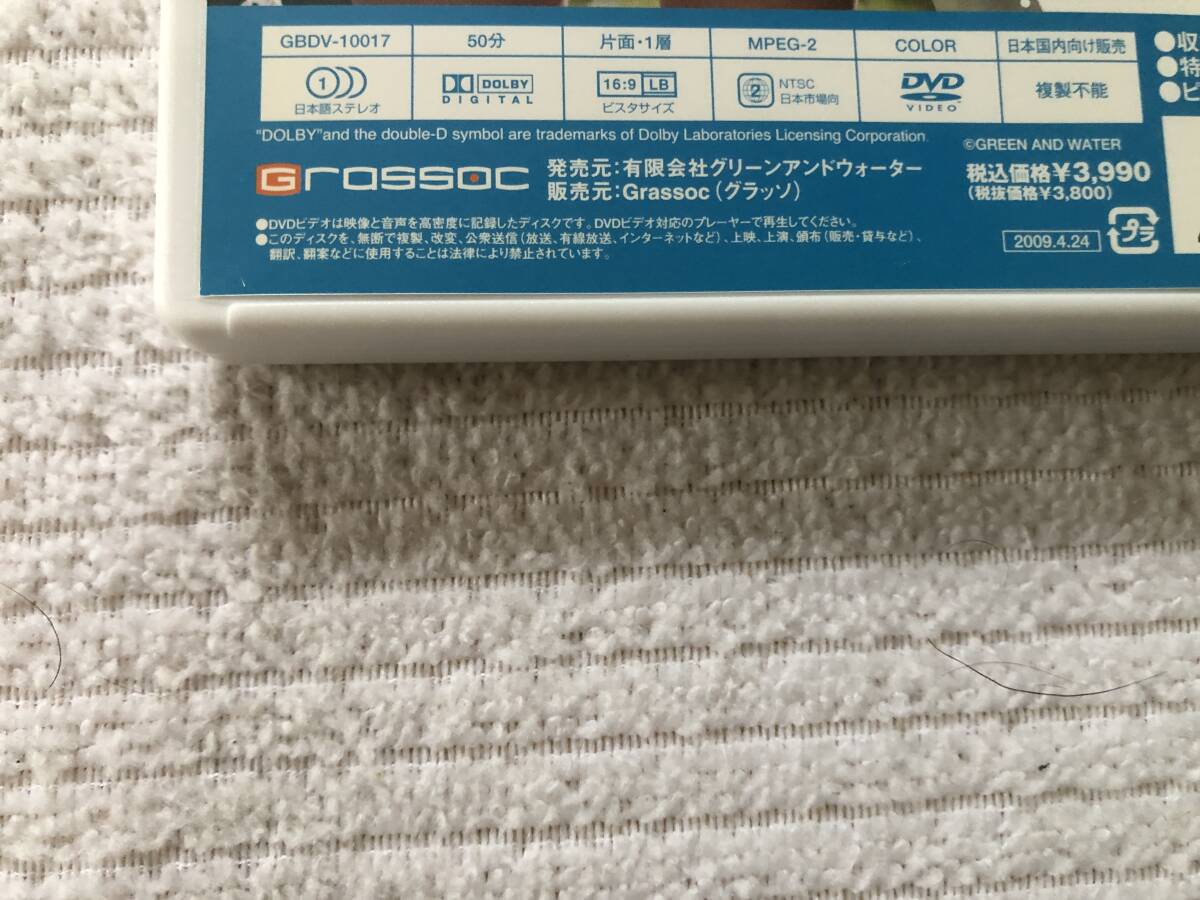 GBDV-10017 50分 片面・1層 MPEG-2 COLOR 日本国内向け販売
1 日本語ステレオ
DOLBY DIGITAL
16:9 LB ビスタサイズ
2 NTSC 日本市場向
DVD VIDEO
複製不能
●収
●特
●ビ
"DOLBY"and the double-D symbol are trademarks of Dolby Laboratories Licensing Corporation.
©GREEN AND WATER
Grassoc
発売元:有限会社グリーンアンドウォーター
販売元:Grassoc(グラッソ)
税込価格¥3,990
(税抜価格¥3,800)
●DVDビデオは映像と音声を高密度に記録したディスクです。DVDビデオ対応のプレーヤーで再生してください。
●このディスクを、無断で複製、改変、公衆送信(放送、有線放送、インターネットなど)、上映、上演、頒布(販売・貸与など)、
翻訳、翻案などに使用することは法律により禁止されています。
2009.4.24
プラ